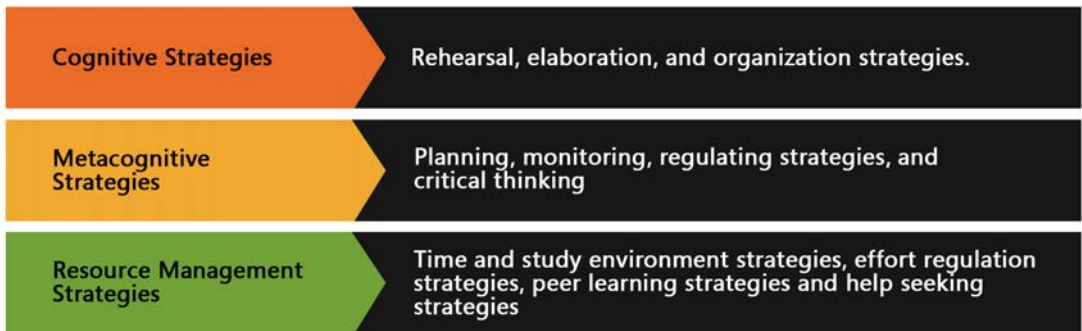 Cognitive Strategies
Rehearsal, elaboration, and organization strategies.
Metacognitive
Strategies
Planning, monitoring, regulating strategies, and
critical thinking
Resource Management
Strategies
Time and study environment strategies, effort regulation
strategies, peer learning strategies and help seeking
strategies